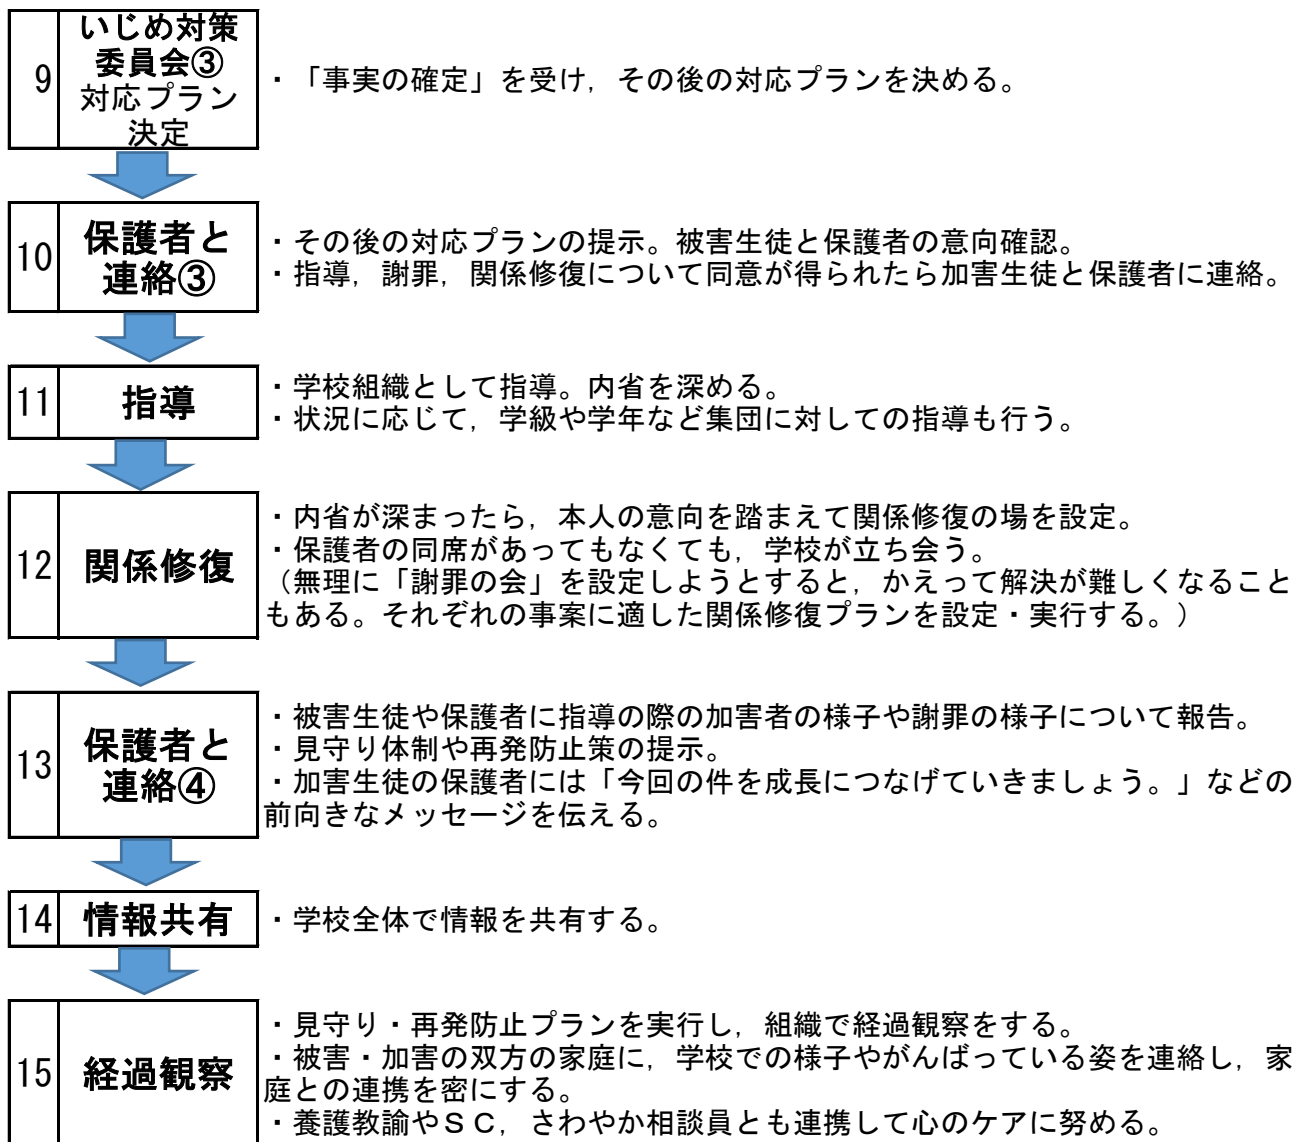 9
いじめ対策
委員会③
対応プラン
決定
・「事実の確定」を受け，その後の対応プランを決める。
10
保護者と
連絡③
・その後の対応プランの提示。被害生徒と保護者の意向確認。
・指導，謝罪，関係修復について同意が得られたら加害生徒と保護者に連絡。
11
指導
・学校組織として指導。内省を深める。
・状況に応じて，学級や学年など集団に対しての指導も行う。
12
関係修復
・内省が深まったら，本人の意向を踏まえて関係修復の場を設定。
・保護者の同席があってもなくても，学校が立ち会う。
（無理に「謝罪の会」を設定しようとすると，かえって解決が難しくなること
もある。それぞれの事案に適した関係修復プランを設定・実行する。）
13
保護者と
連絡④
・被害生徒や保護者に指導の際の加害者の様子や謝罪の様子について報告。
・見守り体制や再発防止策の提示。
・加害生徒の保護者には「今回の件を成長につなげていきましょう。」などの
前向きなメッセージを伝える。
14
情報共有
・学校全体で情報を共有する。
15
経過観察
・見守り・再発防止プランを実行し，組織で経過観察をする。
・被害・加害の双方の家庭に，学校での様子やがんばっている姿を連絡し，家
庭との連携を密にする。
・養護教諭やＳＣ，さわやか相談員とも連携して心のケアに努める。